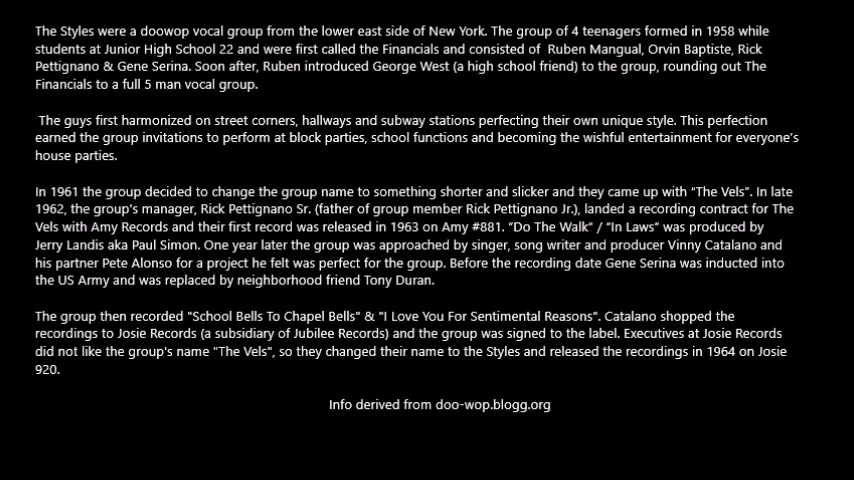 The Styles were a doowop vocal group from the lower east side of New York. The group of 4 teenagers formed in 1958 while
students at Junior High School 22 and were first called the Financials and consisted of  Ruben Mangual, Orvin Baptiste, Rick
Pettignano & Gene Serina. Soon after, Ruben introduced George West (a high school friend) to the group, rounding out The
Financials to a full 5 man vocal group.
The guys first harmonized on street corners, hallways and subway stations perfecting their own unique style. This perfection
earned the group invitations to perform at block parties, school functions and becoming the wishful entertainment for everyone's
house parties.
In 1961 the group decided to change the group name to something shorter and slicker and they came up with “The Vels”. In late
1962, the group's manager, Rick Pettignano Sr. (father of group member Rick Pettignano Jr.), landed a recording contract for The
Vels with Amy Records and their first record was released in 1963 on Amy #881. “Do The Walk” / “In Laws” was produced by
Jerry Landis aka Paul Simon. One year later the group was approached by singer, song writer and producer Vinny Catalano and
his partner Pete Alonso for a project he felt was perfect for the group. Before the recording date Gene Serina was inducted into
the US Army and was replaced by neighborhood friend Tony Duran.
The group then recorded "School Bells To Chapel Bells" & "I Love You For Sentimental Reasons". Catalano shopped the
recordings to Josie Records (a subsidiary of Jubilee Records) and the group was signed to the label. Executives at Josie Records
did not like the group's name "The Vels", so they changed their name to the Styles and released the recordings in 1964 on Josie
920.
Info derived from doo-wop.blogg.org